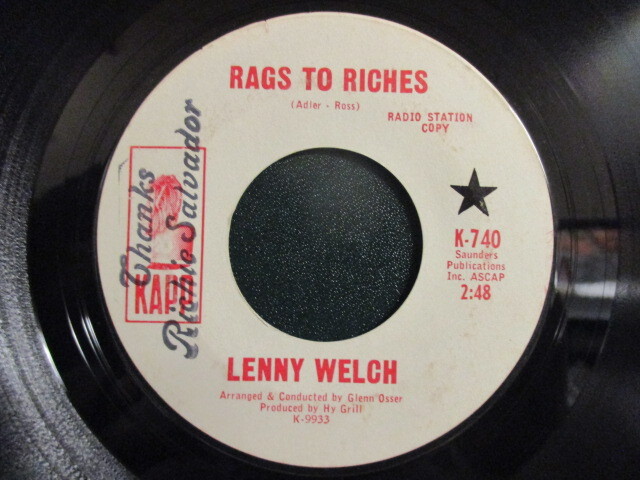 RAGS TO RICHES
(Adler - Ross)
RADIO STATION
COPY
Thanks
Richie Salvador
KAPP
K-740
Saunders
Publications
Inc. ASCAP
2:48
LENNY WELCH
Arranged & Conducted by Glenn Osser
Produced by Hy Grill
K-9933